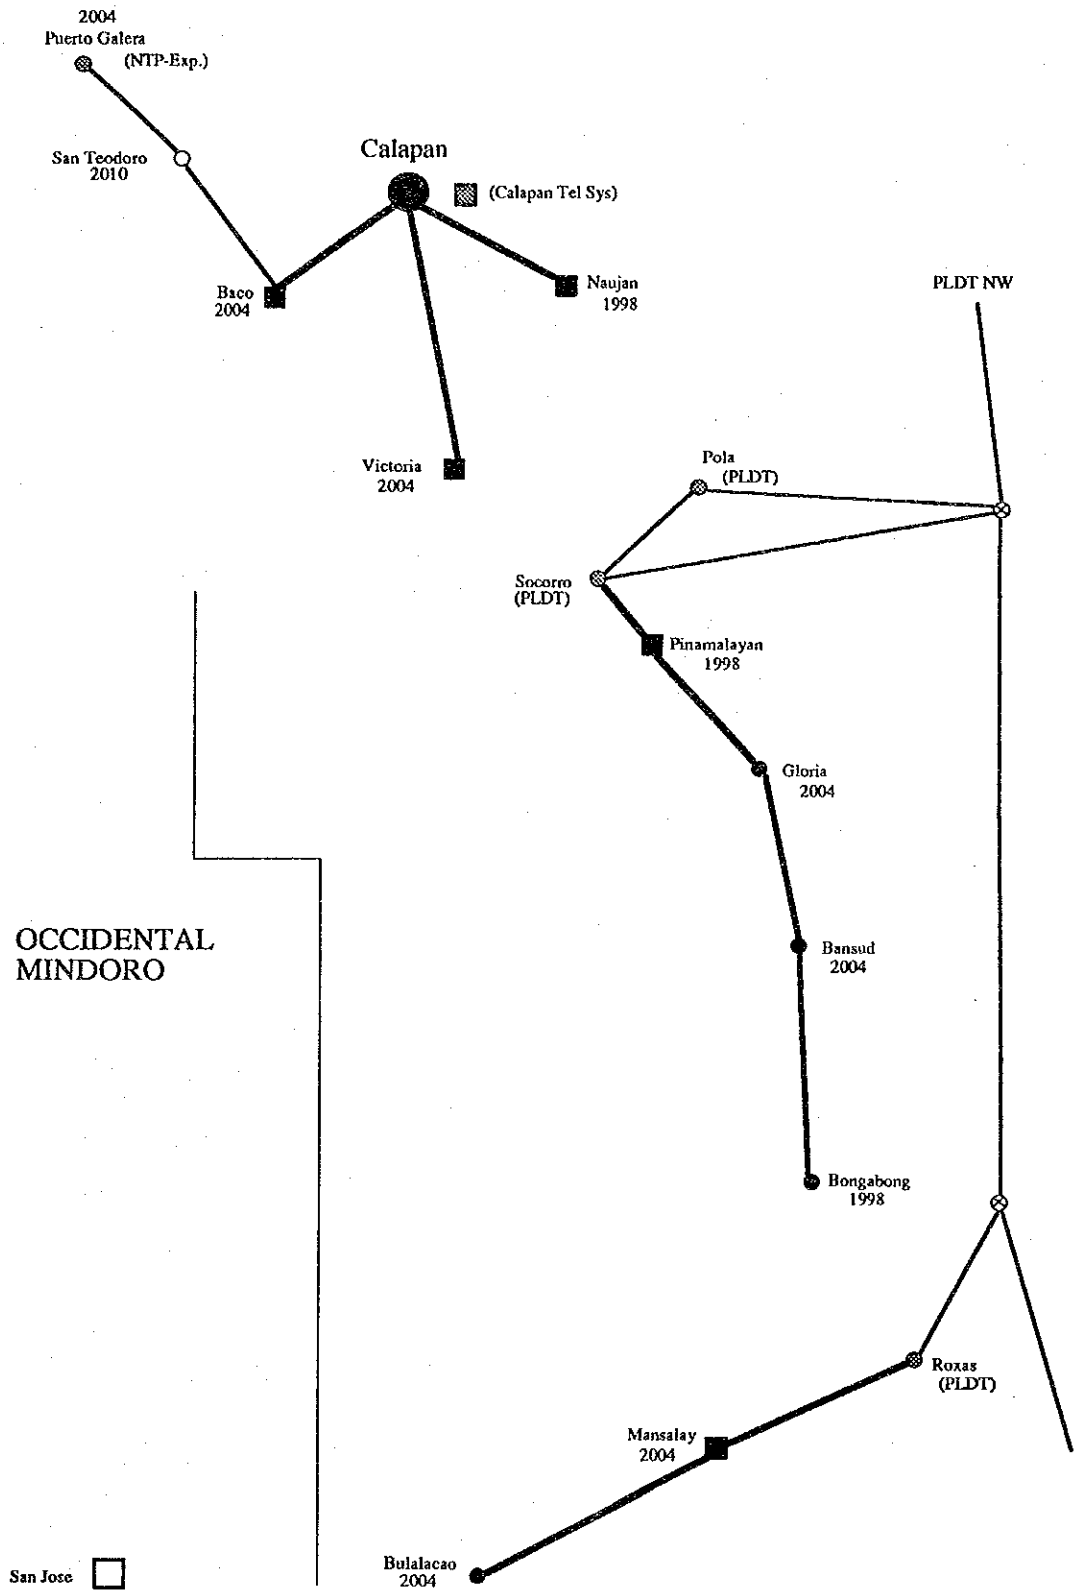 2004
Puerto Galera
(NTP-Exp.)
San Teodoro
2010
Calapan
(Calapan Tel Sys)
Baco
2004
Naujan
1998
PLDT NW
Victoria
2004
Pola
(PLDT)
Socorro
(PLDT)
Pinamalayan
1998
Gloria
2004
OCCIDENTAL
MINDORO
Bansud
2004
Bongabong
1998
Roxas
(PLDT)
Mansalay
2004
Bulalacao
2004
San Jose